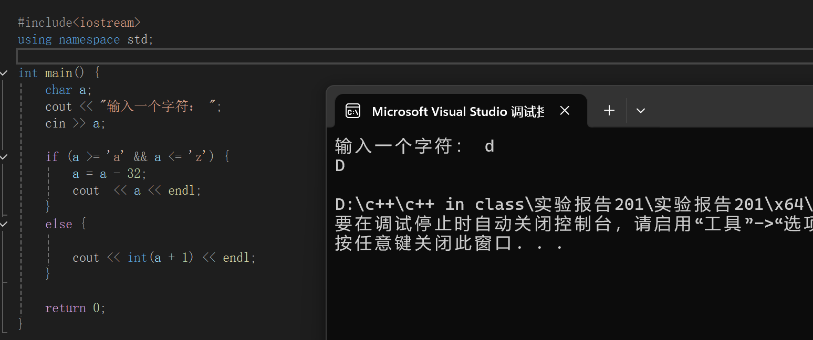 #include<iostream>
using namespace std;
int main() {
char a;
cout << "输入一个字符： ";
cin >> a;
if (a >= 'a' && a <= 'z') {
a = a - 32;
cout << a << endl;
}
else {
cout << int(a + 1) << endl;
}
return 0;
}
Microsoft Visual Studio 调试控
输入一个字符： d
D
D:\c++\c++ in class\实验报告201\实验报告201\x64\
要在调试停止时自动关闭控制台，请启用“工具”->“选项
按任意键关闭此窗口. . .